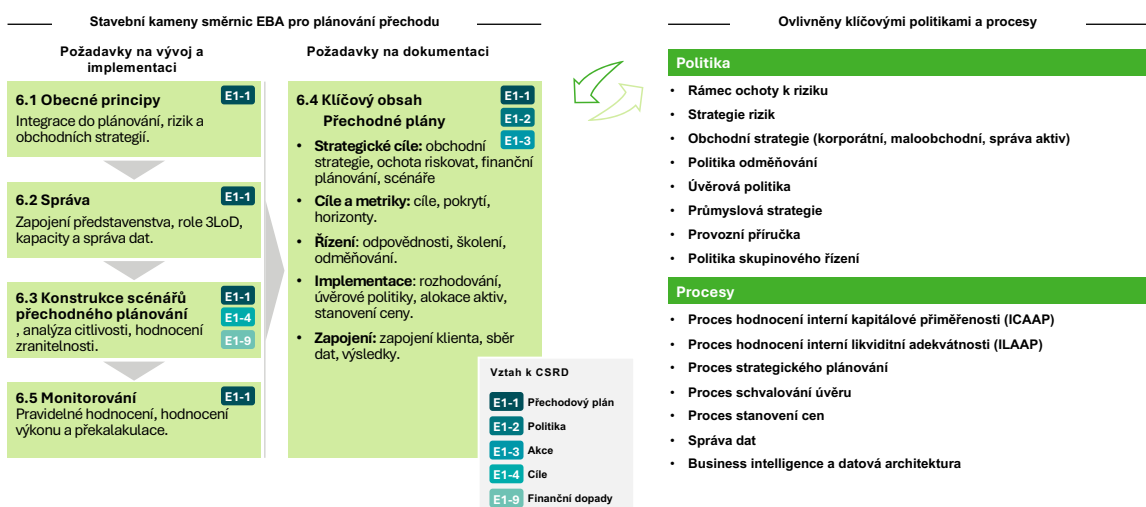 Stavební kameny směrnic EBA pro plánování přechodu
Požadavky na vývoj a
implementaci
6.1 Obecné principy
E1-1
Integrace do plánování, rizik a
obchodních strategií.
6.2 Správa
E1-1
Zapojení představenstva, role 3LoD,
kapacity a správa dat.
6.3 Konstrukce scénářů
přechodného plánování
, analýza citlivosti, hodnocení
zranitelnosti.
E1-1
E1-4
E1-9
6.5 Monitorování
E1-1
Pravidelné hodnocení, hodnocení
výkonu a překalakulace.
Požadavky na dokumentaci
6.4 Klíčový obsah
Přechodné plány
E1-1
E1-2
E1-3
• Strategické cíle: obchodní
strategie, ochota riskovat, finanční
plánování, scénáře
• Cíle a metriky: cíle, pokrytí,
horizonty.
• Řízení: odpovědnosti, školení,
odměňování.
• Implementace: rozhodování,
úvěrové politiky, alokace aktiv,
stanovení ceny.
• Zapojení: zapojení klienta, sběr
dat, výsledky.
Vztah k CSRD
E1-1 Přechodový plán
E1-2 Politika
E1-3 Akce
E1-4 Cíle
E1-9 Finanční dopady
Ovlivněny klíčovými politikami a procesy
Politika
• Rámec ochoty k riziku
• Strategie rizik
• Obchodní strategie (korporátní, maloobchodní, správa aktiv)
• Politika odměňování
• Úvěrová politika
• Průmyslová strategie
• Provozní příručka
• Politika skupinového řízení
Procesy
• Proces hodnocení interní kapitálové přiměřenosti (ICAAP)
• Proces hodnocení interní likviditní adekvátnosti (ILAAP)
• Proces strategického plánování
• Proces schvalování úvěru
• Proces stanovení cen
• Správa dat
• Business intelligence a datová architektura